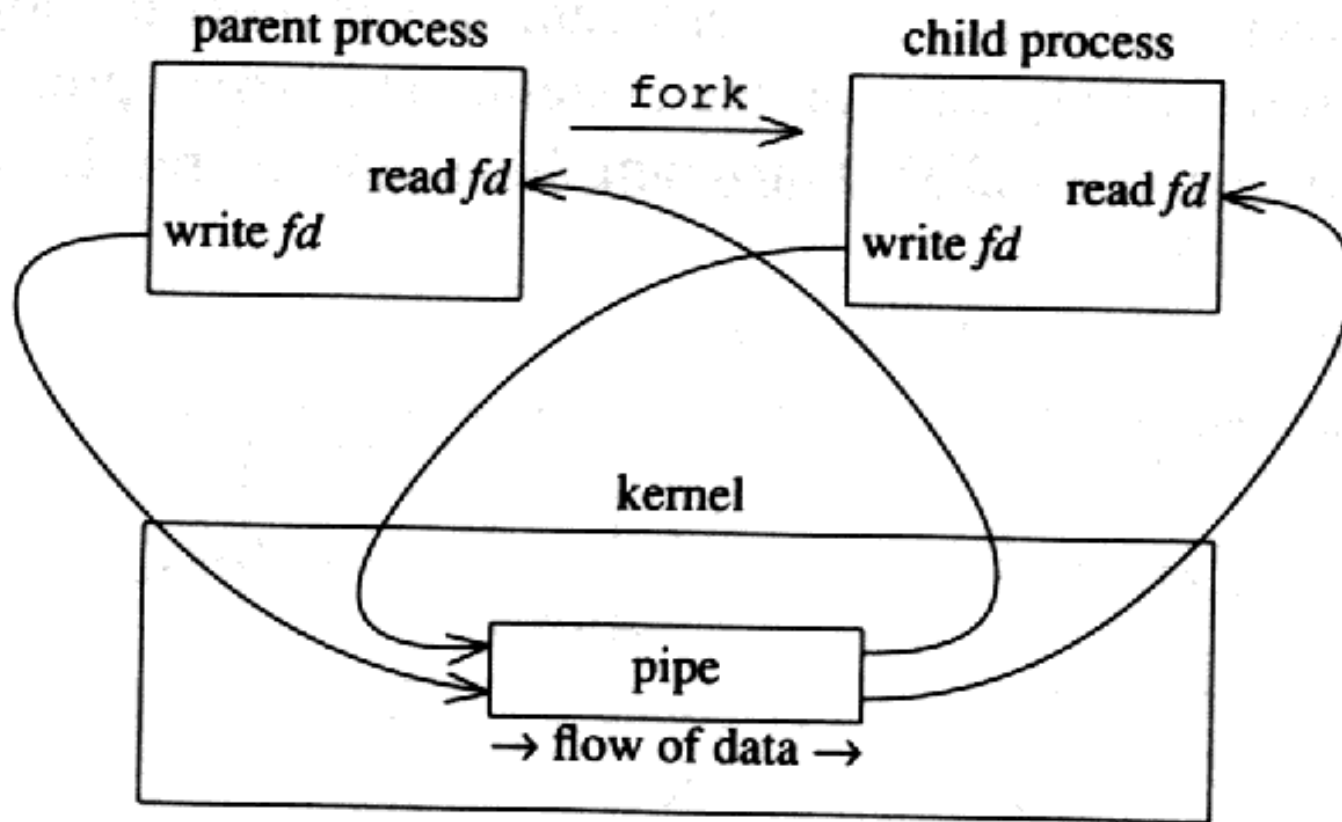 parent process
child process
fork
read fd
write fd
read fd
write fd
kernel
pipe
→ flow of data →